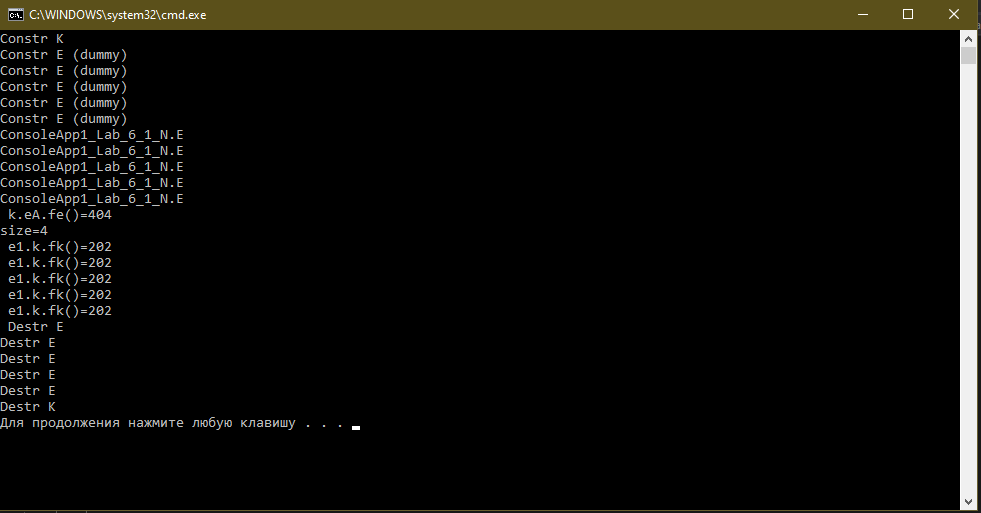 C:\WINDOWS\system32\cmd.exe
Constr K
Constr E (dummy)
Constr E (dummy)
Constr E (dummy)
Constr E (dummy)
Constr E (dummy)
ConsoleApp1_Lab_6_1_N.E
ConsoleApp1_Lab_6_1_N.E
ConsoleApp1_Lab_6_1_N.E
ConsoleApp1_Lab_6_1_N.E
ConsoleApp1_Lab_6_1_N.E
k.eA.fe()=404
size=4
e1.k.fk()=202
e1.k.fk()=202
e1.k.fk()=202
e1.k.fk()=202
e1.k.fk()=202
Destr E
Destr E
Destr E
Destr E
Destr E
Destr K
Для продолжения нажмите любую клавишу . . .